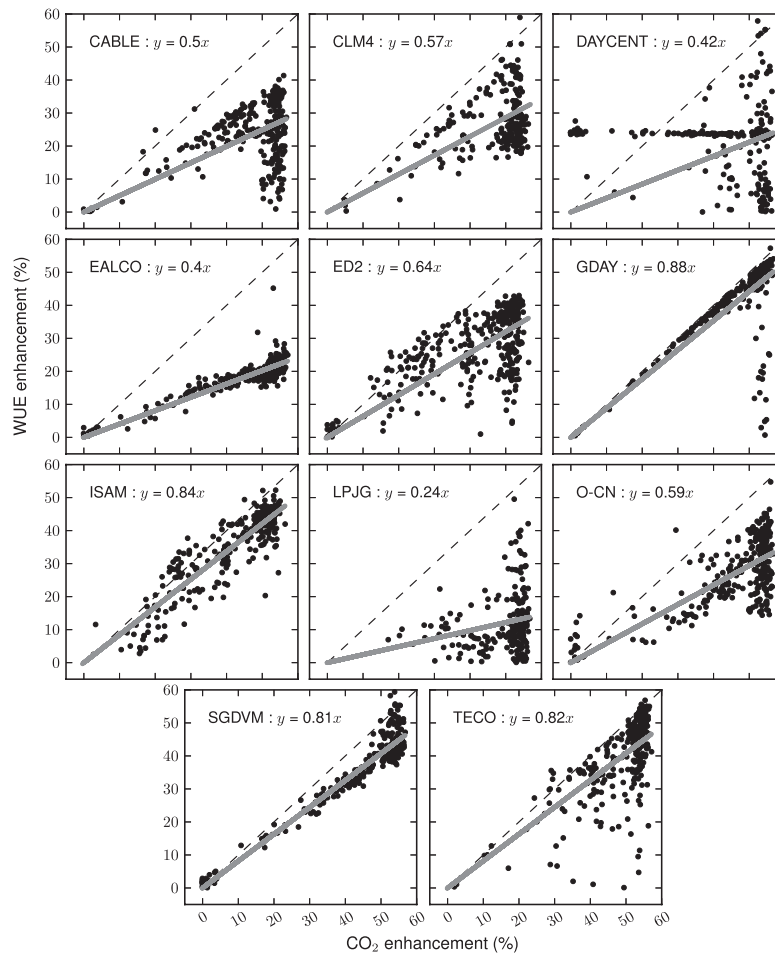 60
50
40
30
20
10
0
CABLE : y = 0.5x
CLM4 : y = 0.57x
DAYCENT : y = 0.42x
60
50
40
30
20
10
0
EALCO : y = 0.4x
ED2 : y = 0.64x
GDAY : y = 0.88x
WUE enhancement (%)
60
50
40
30
20
10
0
ISAM : y = 0.84x
LPJG : y = 0.24x
O-CN : y = 0.59x
60
50
40
30
20
10
0
SGDVM : y = 0.81x
TECO : y = 0.82x
0 10 20 30 40 50 60 0 10 20 30 40 50 60
CO₂ enhancement (%)